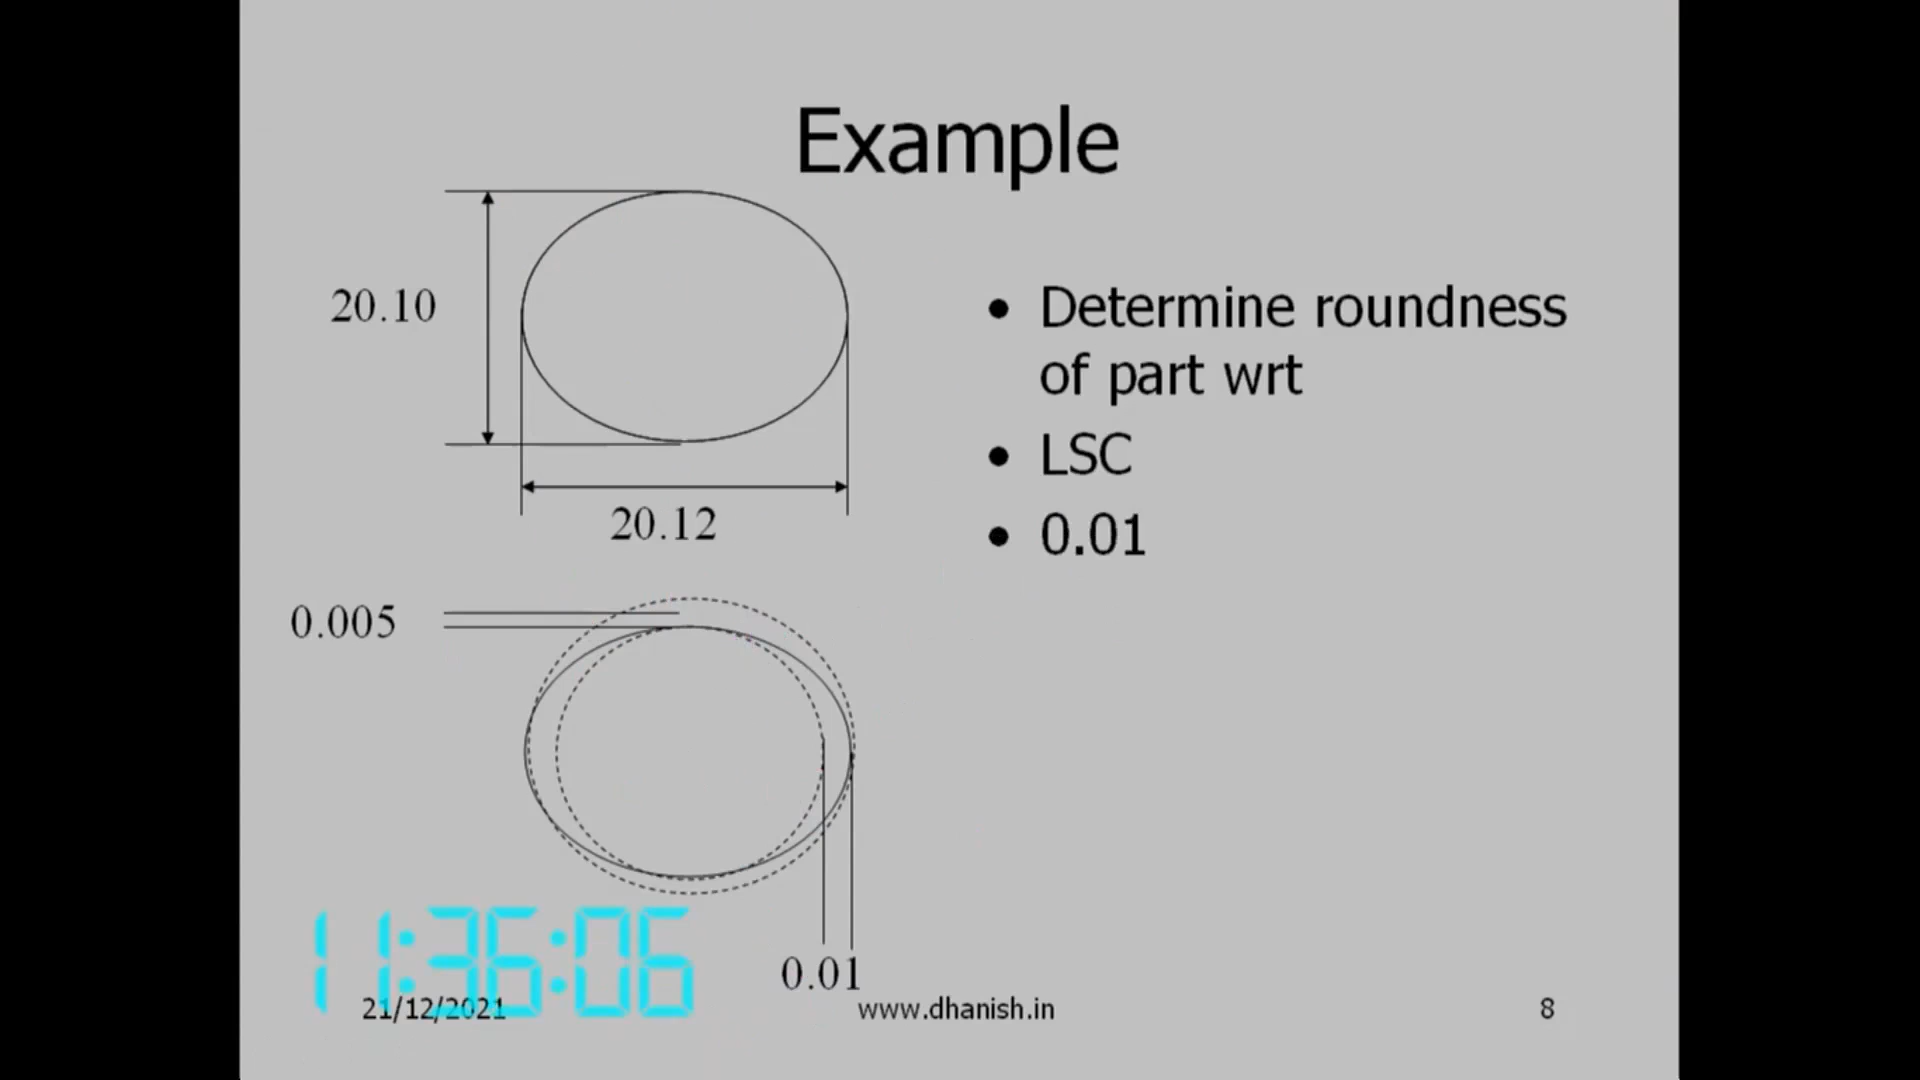 Example
20.10
20.12
• Determine roundness
of part wrt
• LSC
• 0.01
0.005
0.01
11:36:06
21/12/2021
www.dhanish.in
8